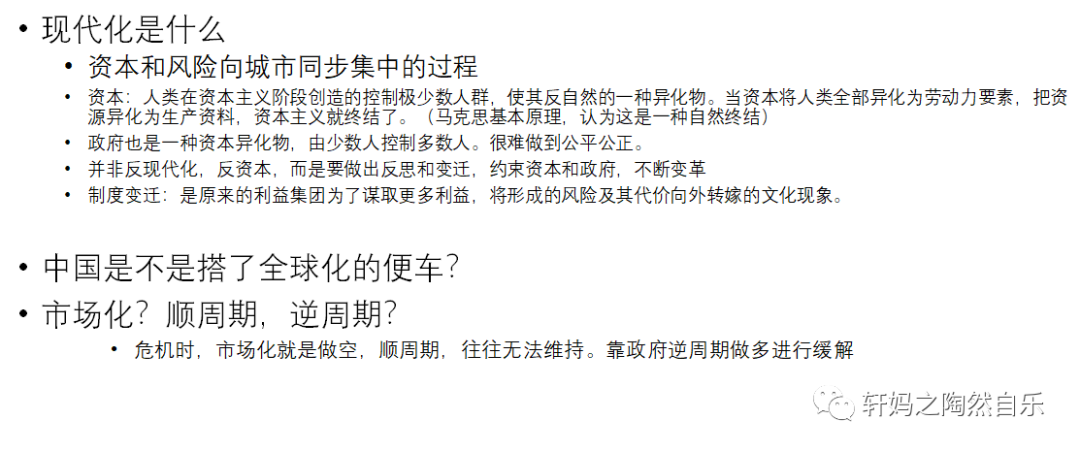 • 现代化是什么
• 资本和风险向城市同步集中的过程
• 资本：人类在资本主义阶段创造的控制极少数人群，使其反自然的一种异化物。当资本将人类全部异化为劳动力要素，把
资源异化为生产资料，资本主义就终结了。（马克思基本原理，认为这是一种自然终结）
• 政府也是一种资本异化物，由少数人控制多数人。很难做到公平公正。
• 并非反现代化，反资本，而是要做出反思和变迁，约束资本和政府，不断变革
• 制度变迁：是原来的利益集团为了谋取更多利益，将形成的风险及其代价向外转嫁的文化现象。
• 中国是不是搭了全球化的便车？
• 市场化？顺周期，逆周期？
• 危机时，市场化就是做空，顺周期，往往无法维持。靠政府逆周期做多进行缓解
轩妈之陶然自乐